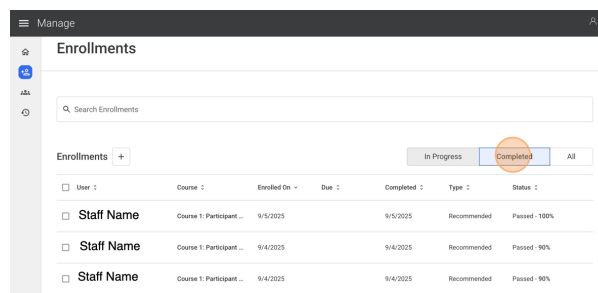 Manage
Enrollments
Search Enrollments
Enrollments +
In Progress Completed All
User Course Enrolled On Due Completed Type Status
Staff Name Course 1: Participant ... 9/5/2025 9/5/2025 Recommended Passed - 100%
Staff Name Course 1: Participant ... 9/4/2025 9/4/2025 Recommended Passed - 90%
Staff Name Course 1: Participant ... 9/4/2025 9/4/2025 Recommended Passed - 90%